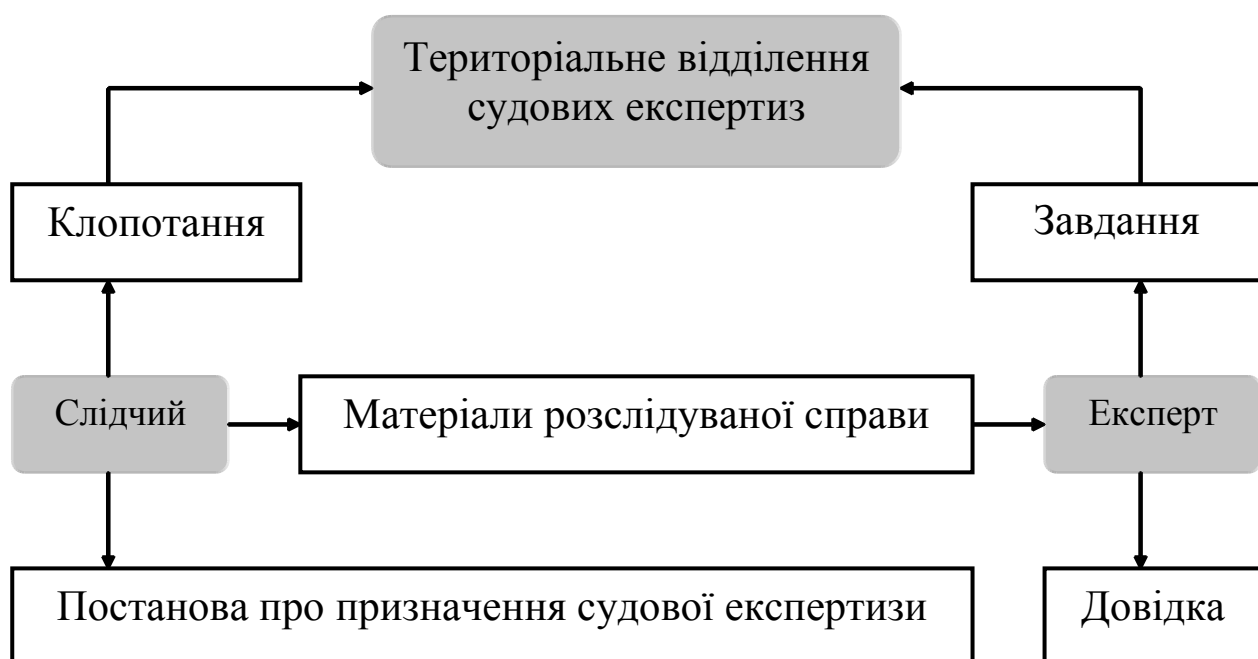 Територіальне відділення
судових експертиз
Клопотання
Завдання
Слідчий
Матеріали розслідуваної справи
Експерт
Постанова про призначення судової експертизи
Довідка